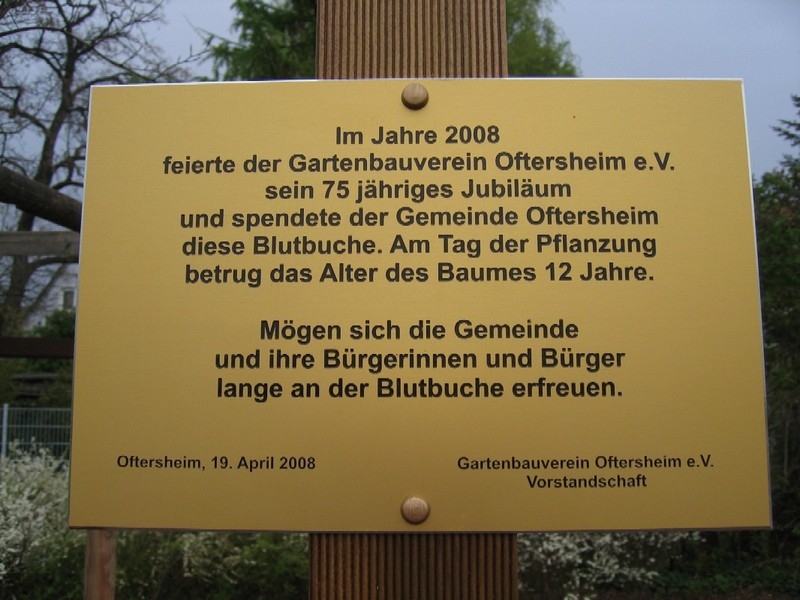 Im Jahre 2008
feierte der Gartenbauverein Oftersheim e.V.
sein 75 jähriges Jubiläum
und spendete der Gemeinde Oftersheim
diese Blutbuche. Am Tag der Pflanzung
betrug das Alter des Baumes 12 Jahre.
Mögen sich die Gemeinde
und ihre Bürgerinnen und Bürger
lange an der Blutbuche erfreuen.
Oftersheim, 19. April 2008
Gartenbauverein Oftersheim e.V.
Vorstandschaft